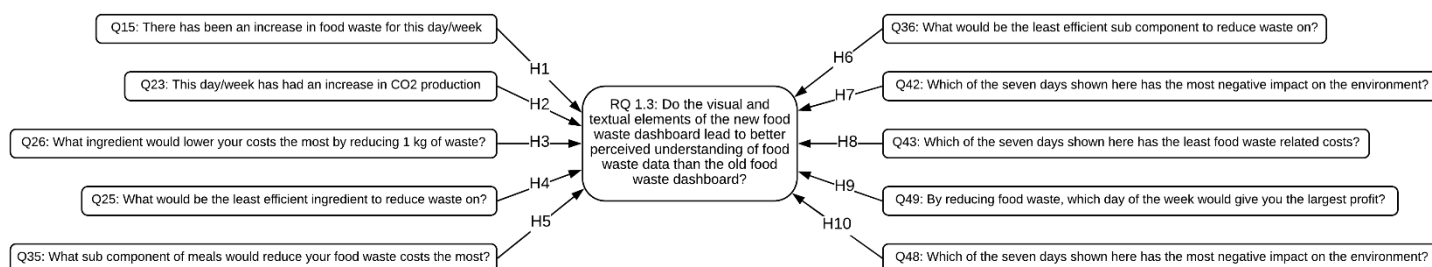 Q15: There has been an increase in food waste for this day/week
H1
Q23: This day/week has had an increase in CO2 production
H2
Q26: What ingredient would lower your costs the most by reducing 1 kg of waste?
H3
Q25: What would be the least efficient ingredient to reduce waste on?
H4
Q35: What sub component of meals would reduce your food waste costs the most?
H5
RQ 1.3: Do the visual and
textual elements of the new food
waste dashboard lead to better
perceived understanding of food
waste data than the old food
waste dashboard?
Q36: What would be the least efficient sub component to reduce waste on?
H6
Q42: Which of the seven days shown here has the most negative impact on the environment?
H7
Q43: Which of the seven days shown here has the least food waste related costs?
H8
Q49: By reducing food waste, which day of the week would give you the largest profit?
H9
Q48: Which of the seven days shown here has the most negative impact on the environment?
H10